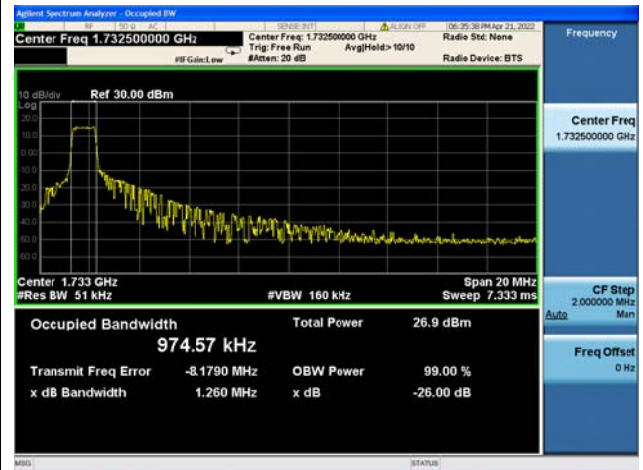 Agilent Spectrum Analyzer - Occupied BW
RF 50 Ω AC SENSE:INT ALIGN OFF 06:35:38 PM Apr 21, 2022
Center Freq 1.732500000 GHz
Center Freq: 1.732500000 GHz
Radio Std: None
Trig: Free Run Avg|Hold:>10/10
#IFGain:Low #Atten: 20 dB Radio Device: BTS
10 dB/div Ref 30.00 dBm
Log
20.0
10.0
0.00
-10.0
-20.0
-30.0
-40.0
-50.0
-60.0
Center 1.733 GHz Span 20 MHz
#Res BW 51 kHz #VBW 160 kHz Sweep 7.333 ms
Occupied Bandwidth Total Power 26.9 dBm
974.57 kHz
Transmit Freq Error -8.1790 MHz OBW Power 99.00 %
x dB Bandwidth 1.260 MHz x dB -26.00 dB
Frequency
Center Freq
1.732500000 GHz
CF Step
2.000000 MHz
Auto Man
Freq Offset
0 Hz
MSG STATUS